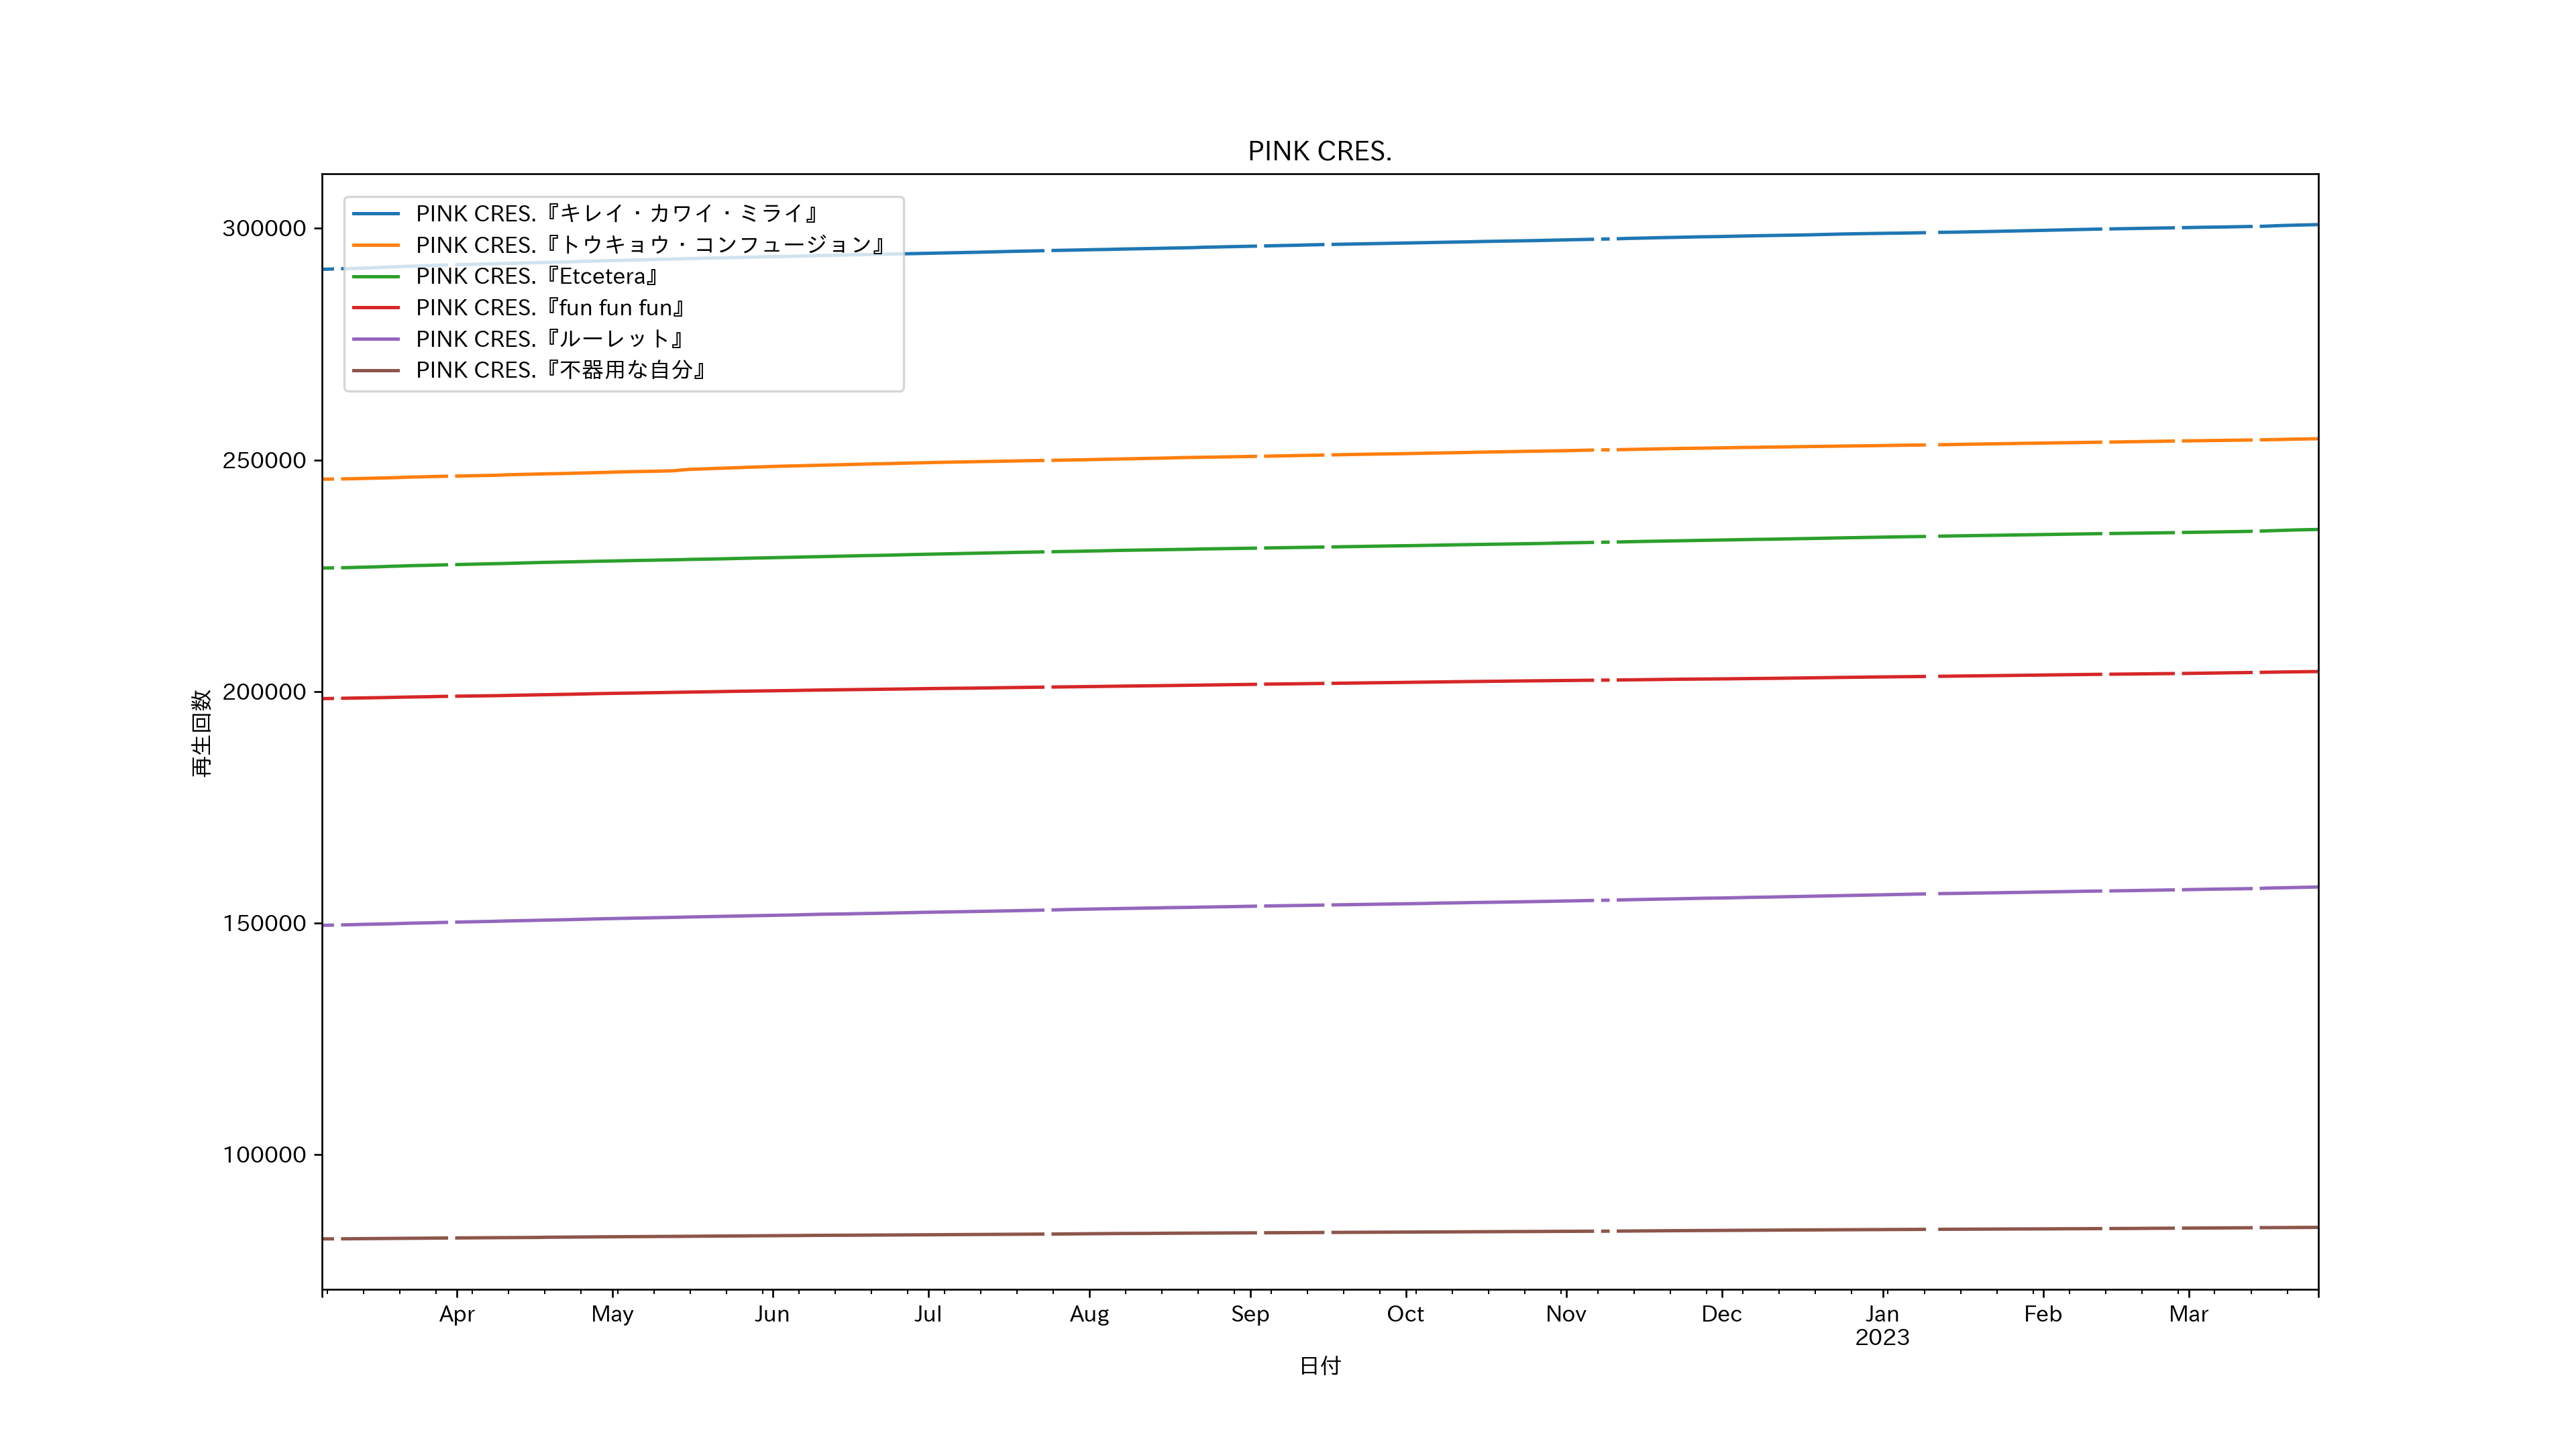 PINK CRES.
PINK CRES.『キレイ・カワイ・ミライ』
PINK CRES.『トウキョウ・コンフュージョン』
PINK CRES.『Etcetera』
PINK CRES.『fun fun fun』
PINK CRES.『ルーレット』
PINK CRES.『不器用な自分』
300000
250000
200000
150000
100000
再生回数
Apr May Jun Jul Aug Sep Oct Nov Dec Jan Feb Mar
2023
日付